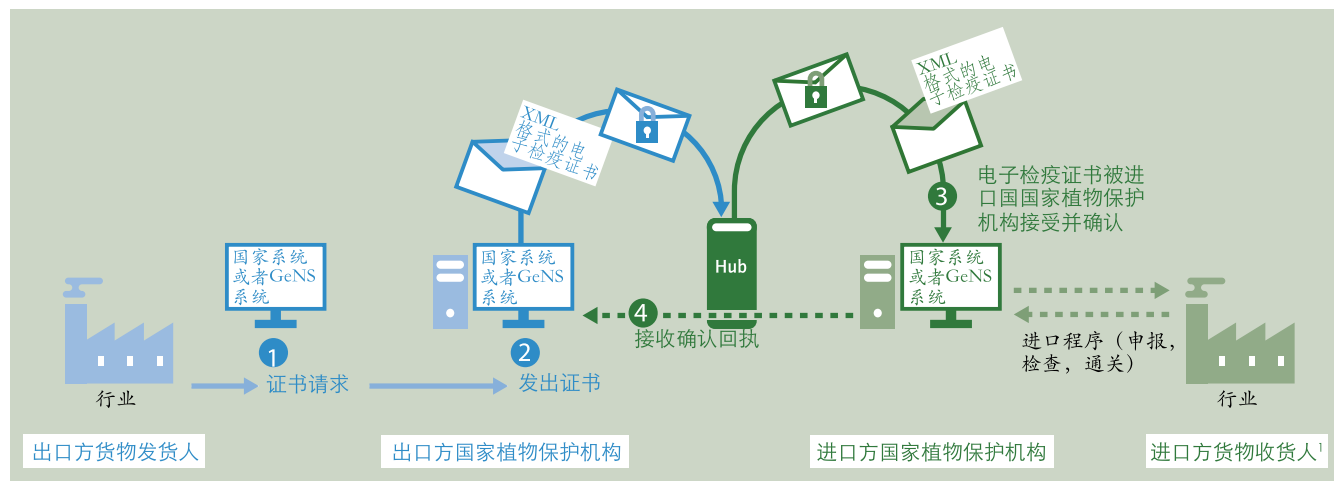 XML
格式的电
子检疫证书
XML
格式的电
子检疫证书
3
电子检疫证书被进
口国国家植物保护
机构接受并确认
国家系统
或者GeNS
系统
国家系统
或者GeNS
系统
Hub
国家系统
或者GeNS
系统
4
接收确认回执
进口程序（申报，
检查，通关）
1
证书请求
2
发出证书
行业
行业
出口方货物发货人
出口方国家植物保护机构
进口方国家植物保护机构
进口方货物收货人1